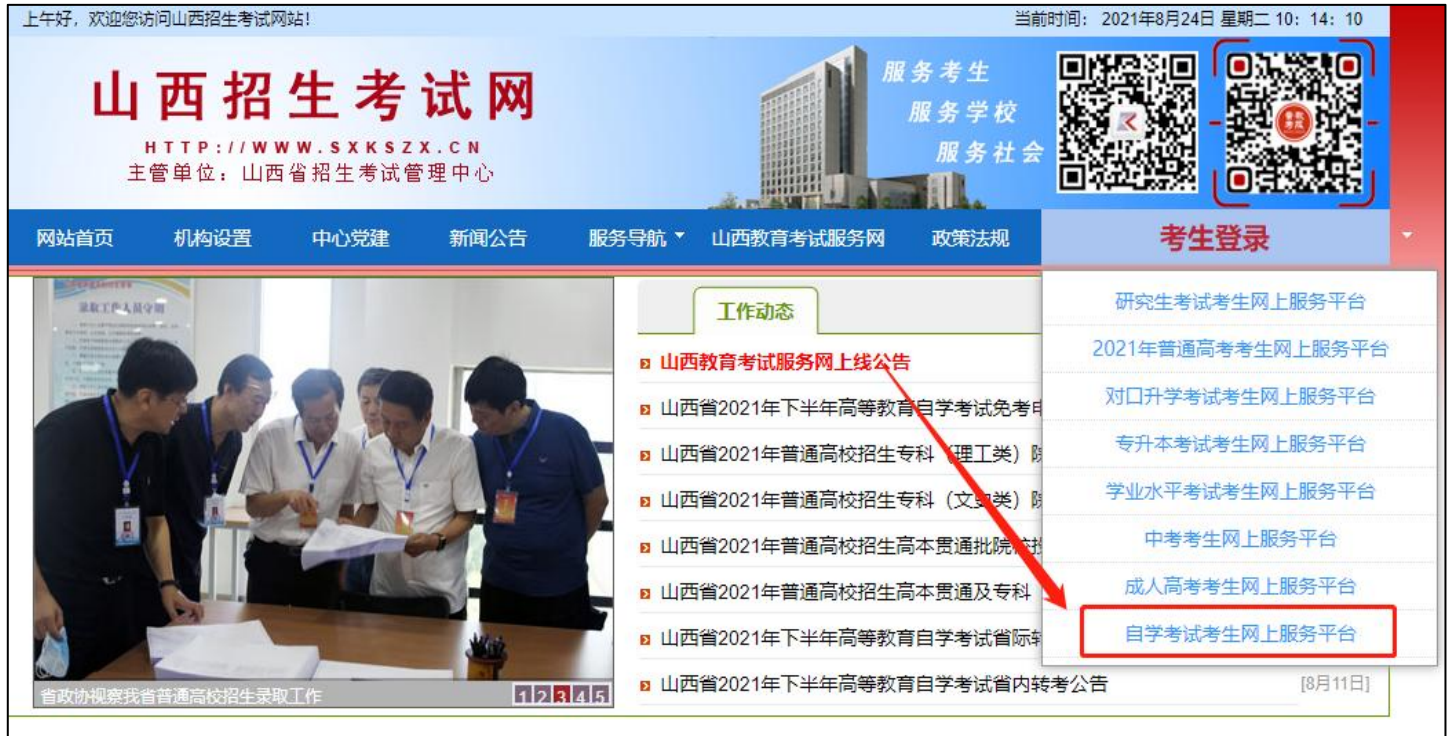 上午好，欢迎您访问山西招生考试网站！
当前时间： 2021年8月24日 星期二 10：14：10
山西招生考试网
HTTP://WWW.SXKSZX.CN
主管单位：山西省招生考试管理中心
服务考生
服务学校
服务社会
网站首页 机构设置 中心党建 新闻公告 服务导航 山西教育考试服务网 政策法规 考生登录
录取工作人员守则
省政协视察我省普通高校招生录取工作
1 2 3 4 5
工作动态
山西教育考试服务网上线公告
山西省2021年下半年高等教育自学考试免考申
山西省2021年普通高校招生专科（理工类）院
山西省2021年普通高校招生专科（文史类）院
山西省2021年普通高校招生高本贯通批院校投
山西省2021年普通高校招生高本贯通及专科
山西省2021年下半年高等教育自学考试省际转
山西省2021年下半年高等教育自学考试省内转考公告 [8月11日]
研究生考试考生网上服务平台
2021年普通高考考生网上服务平台
对口升学考试考生网上服务平台
专升本考试考生网上服务平台
学业水平考试考生网上服务平台
中考考生网上服务平台
成人高考考生网上服务平台
自学考试考生网上服务平台